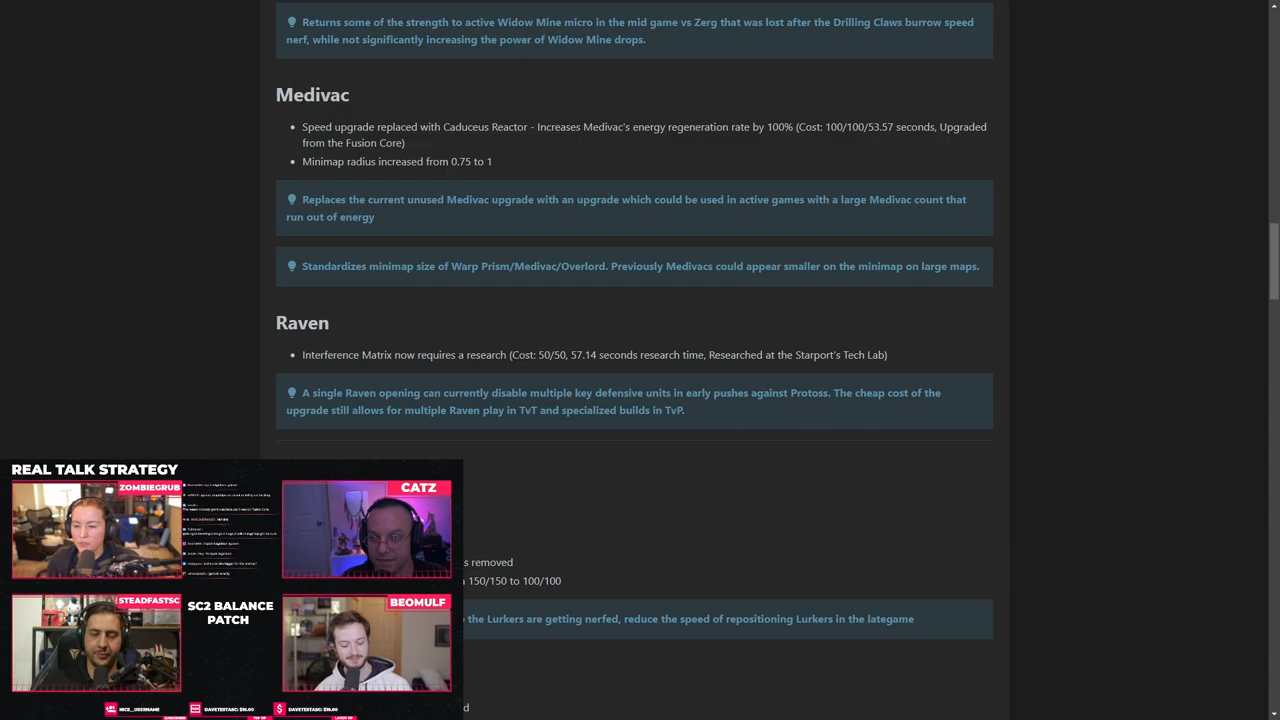 Returns some of the strength to active Widow Mine micro in the mid game vs Zerg that was lost after the Drilling Claws burrow speed
nerf, while not significantly increasing the power of Widow Mine drops.
Medivac
• Speed upgrade replaced with Caduceus Reactor - Increases Medivac's energy regeneration rate by 100% (Cost: 100/100/53.57 seconds, Upgraded
from the Fusion Core)
• Minimap radius increased from 0.75 to 1
Replaces the current unused Medivac upgrade with an upgrade which could be used in active games with a large Medivac count that
run out of energy
Standardizes minimap size of Warp Prism/Medivac/Overlord. Previously Medivacs could appear smaller on the minimap on large maps.
Raven
• Interference Matrix now requires a research (Cost: 50/50, 57.14 seconds research time, Researched at the Starport's Tech Lab)
A single Raven opening can currently disable multiple key defensive units in early pushes against Protoss. The cheap cost of the
upgrade still allows for multiple Raven play in TvT and specialized builds in TvP.
s removed
150/150 to 100/100
the Lurkers are getting nerfed, reduce the speed of repositioning Lurkers in the lategame
d
REAL TALK STRATEGY
ZOMBIEGRUB
CATZ
STEADFASTSC
SC2 BALANCE
PATCH
BEOMULF
NICE_USERNAME
DAVETESTASC: $10.00
DAVETESTASC: $10.00